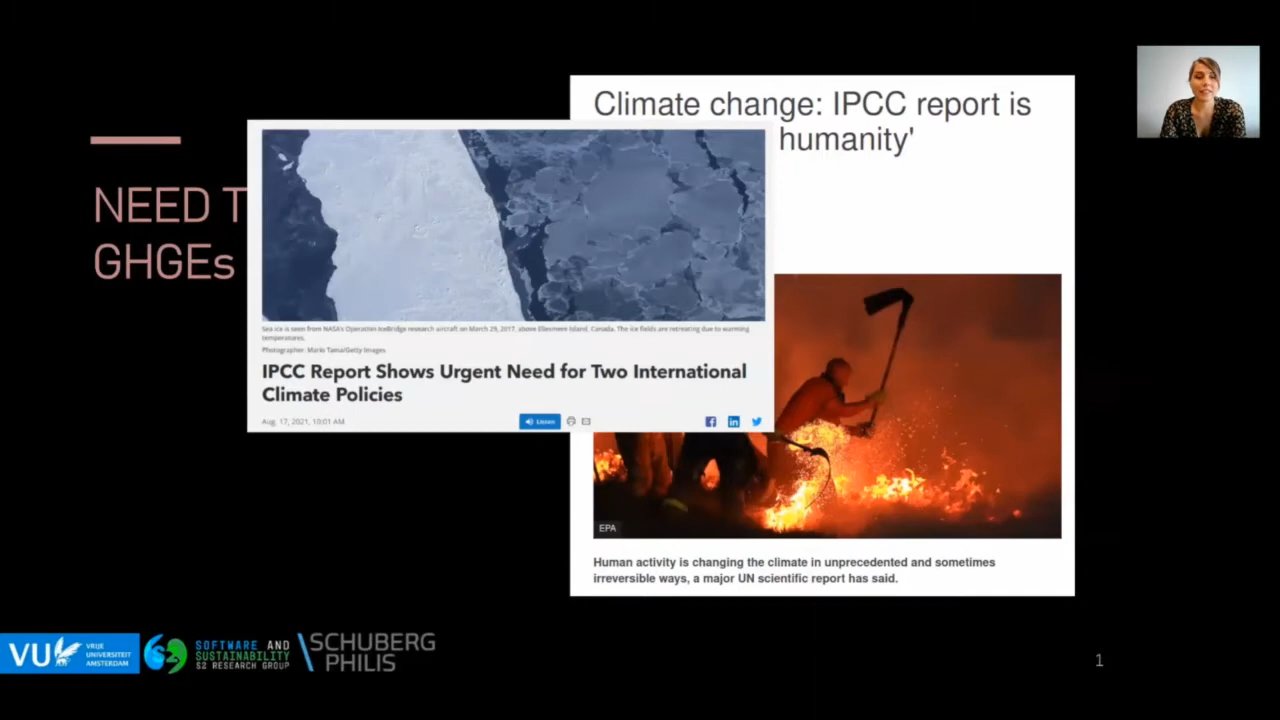 NEED T
GHGEs
Climate change: IPCC report is
humanity'
Sea ice is seen from NASA's Operation IceBridge research aircraft on March 29, 2017, above Ellesmere Island, Canada. The ice fields are retreating due to warming
temperatures.
Photographer: Mario Tama/Getty Images
IPCC Report Shows Urgent Need for Two International
Climate Policies
Aug. 17, 2021, 10:01 AM
Listen
EPA
Human activity is changing the climate in unprecedented and sometimes
irreversible ways, a major UN scientific report has said.
VU
VRIJE
UNIVERSITEIT
AMSTERDAM
SOFTWARE AND
SUSTAINABILITY
S2 RESEARCH GROUP
SCHUBERG
PHILIS
1